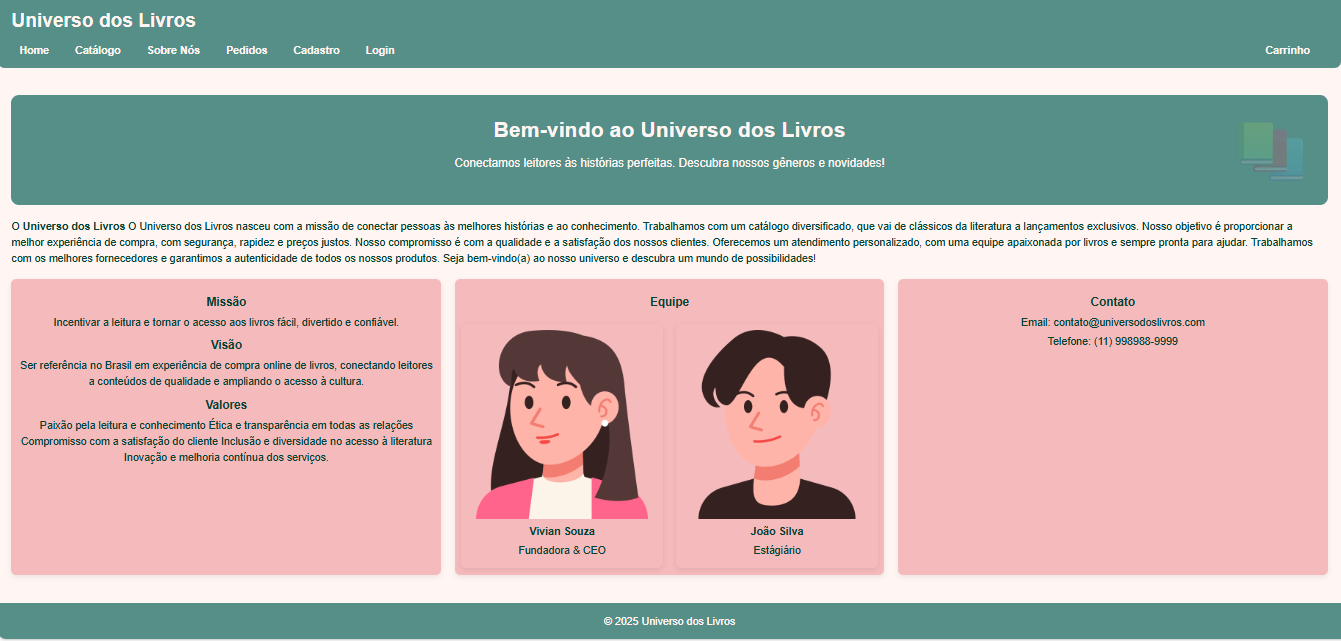 Universo dos Livros
Home Catálogo Sobre Nós Pedidos Cadastro Login Carrinho
Bem-vindo ao Universo dos Livros
Conectamos leitores às histórias perfeitas. Descubra nossos gêneros e novidades!
O Universo dos Livros O Universo dos Livros nasceu com a missão de conectar pessoas às melhores histórias e ao conhecimento. Trabalhamos com um catálogo diversificado, que vai de clássicos da literatura a lançamentos exclusivos. Nosso objetivo é proporcionar a
melhor experiência de compra, com segurança, rapidez e preços justos. Nosso compromisso é com a qualidade e a satisfação dos nossos clientes. Oferecemos um atendimento personalizado, com uma equipe apaixonada por livros e sempre pronta para ajudar. Trabalhamos
com os melhores fornecedores e garantimos a autenticidade de todos os nossos produtos. Seja bem-vindo(a) ao nosso universo e descubra um mundo de possibilidades!
Missão
Incentivar a leitura e tornar o acesso aos livros fácil, divertido e confiável.
Visão
Ser referência no Brasil em experiência de compra online de livros, conectando leitores
a conteúdos de qualidade e ampliando o acesso à cultura.
Valores
Paixão pela leitura e conhecimento Ética e transparência em todas as relações
Compromisso com a satisfação do cliente Inclusão e diversidade no acesso à literatura
Inovação e melhoria contínua dos serviços.
Equipe
Vivian Souza
Fundadora & CEO
João Silva
Estágiário
Contato
Email: contato@universodoslivros.com
Telefone: (11) 998988-9999
© 2025 Universo dos Livros